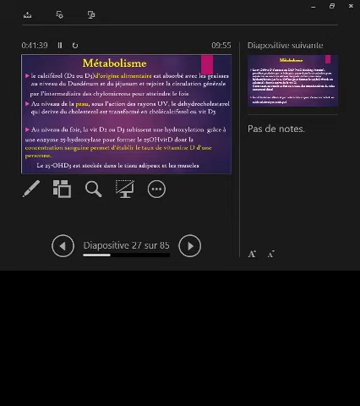 0:41:39
09:55
Diapositive suivante
Métabolisme
le calciférol (D2 ou D3) d'origine alimentaire est absorbé avec les graisses
au niveau du Duodénum et du jéjunum et rejoint la circulation générale
par l'intermédiaire des chylomicrons pour atteindre le foie
Au niveau de la peau, sous l'action des rayons UV, le dehydrocholesterol
qui derive du cholesterol est transformé en cholécalciférol ou vit D3
Au niveau du foie, la vit D2 ou D3 subissent une hydroxylation grâce à
une enzyme 25 hydroxylase pour former le 25OHvitD dont la
concentration sanguine permet d'établir le taux de vitamine D d'une
personne.
Le 25-OHD3 est stocké dans le tissu adipeux et les muscles
Métabolisme
Pas de notes.
Diapositive 27 sur 85
A
A